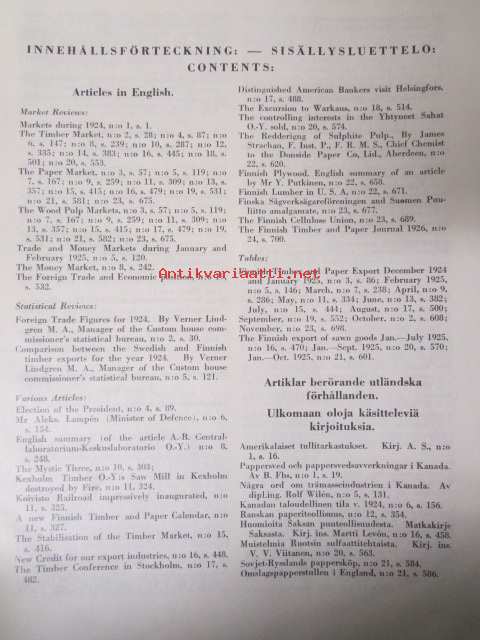 INNEHÅLLSFÖRTECKNING: — SISÄLLYSLUETTELO:
CONTENTS:
Articles in English.
Market Reviews:
Markets during 1924, n:o 1, s. 1.
The Timber Market, n:o 2, s. 28; n:o 4, s. 87; n:o
6, s. 147; n:o 8, s. 239; n:o 10, s. 287; n:o 12,
s. 335; n:o 14, s. 383; n:o 16, s. 445; n:o 18, s.
501; n:o 20, s. 553.
The Paper Market, n:o 3, s. 57; n:o 5, s. 119; n:o
7, s. 167; n:o 9, s. 259; n:o 11, s. 309; n:o 13, s.
357; n:o 15, s. 415; n:o 16, s. 479; n:o 19, s. 531;
n:o 21, s. 581; n:o 23, s. 675.
The Wood Pulp Markets, n:o 3, s. 57; n:o 5, s. 119;
n:o 7, s. 167; n:o 9, s. 259; n:o 11, s. 309; n:o
13, s. 357; n:o 15, s. 415; n:o 17, s. 479; n:o 19,
s. 531; n:o 21, s. 582; n:o 23, s. 675.
Trade and Money Markets during January and
February 1925, n:o 5, s. 120.
The Money Market, n:o 8, s. 242.
The Foreign Trade and Economic
s. 532.
Statistical Reviews:
Foreign Trade Figures for 1924. By Verner Lind-
gren M. A., Manager of the Custom house com-
missioner's statistical bureau, n:o 2, s. 30.
Comparison between the Swedish and Finnish
timber exports for the year 1924. By Verner
Lindgren M. A., Manager of the Custom house
commissioner's statistical bureau, n:o 5, s. 121.
Various Articles:
Election of the President, n:o 4, s. 89.
Mr Aleks. Lampén (Minister of Defence), n:o 6,
s. 154.
English summary (of the article A.-B. Central-
laboratorium-Keskuslaboratorio O.-Y.) n:o 8,
s. 248.
The Mystic Three, n:o 10, s. 303;
Kexholm Timber O.-Y:s Saw Mill in Kexholm
destroyed by Fire, n:o 11, 324.
Koivisto Railroad impressively inaugurated, n:o
11, s. 325.
A new Finnish Timber and Paper Calendar, n:o
11, s. 327.
The Stabilisation of the Timber Market, n:o 15,
s. 416.
New Credit for our export industries, n:o 16, s. 448.
The Timber Conference in Stockholm, n:o 17, s.
482.
Distinguished American Bankers visit Helsingfors,
n:o 17, s. 488.
The Excursion to Warkaus, n:o 18, s. 514.
The controlling interests in the Yhtyneet Sahat
O.-Y. sold, n:o 20, s. 574.
The Redderigng of Sulphite Pulp., By James
Strachan, F. Inst. P., F. R. M. S., Chief Chemist
to the Donside Paper Co, Ltd., Aberdeen, n:o
22, s. 620.
Finnish Plywood. English summary of an article
by Mr Y. Putkinen, n:o 22, s. 658.
Finnish Lumber in U. S. A, n:o 22, s. 671.
Finska Sågverksägareföreningen and Suomen Puu-
liitto amalgamate, n:o 23, s. 677.
The Finnish Cellulose Union, n:o 23, s. 689.
The Finnish Timber and Paper Journal 1926, n:o
24, s. 700.
Tables:
Antikvariaatti.net
Finnish Timber and Paper Export December 1924
and January 1925, n:o 3, s. 86; February 1925,
n:o 5, s. 146; March, n:o 7, s. 238; April, n:o 9,
s. 286; May, n:o 11, s. 334; June, n:o 13, s. 382;
July, n:o 15, s. 444; August, n:o 17, s. 500;
September, n:o 19, s. 552; October, n:o 2, s. 608;
November, n:o 23, s. 698.
The Finnish export of sawn goods Jan.—July 1925,
n:o 16, s. 470; Jan.—Sept. 1925, n:o 20, s. 570;
Jan.—Oct. 1925, n:o 21, s. 601.
Artiklar berörande utländska
förhållanden.
Ulkomaan oloja käsitteleviä
kirjoituksia.
Amerikalaiset tullitarkastukset. Kirj. A. S., n:o
1, s. 16.
Pappersved och pappersvedsavverkningar i Kanada.
Av B. Fbs, n:o 1, s. 19.
Några ord om trämasseindustrien i Kanada. Av
dipl.ing. Rolf Wilén, n:o 5, s. 131.
Kanadan taloudellinen tila v. 1924, n:o 6, s. 156.
Ranskan paperiteollisuus, n:o 12, s. 354.
Huomioita Saksan puuteollisuudesta. Matkakirje
Saksasta. Kirj. ins. Martti Levón, n:o 16, s. 458.
Muistelmia Ruotsin sulfaattitehtaista. Kirj. ins.
V. V. Viitanen, n:o 20, s. 563.
Sovjet-Rysslands pappersköp, n:o 21, s. 584.
Omslagspapperstullen i England, n:o 21, s. 586.